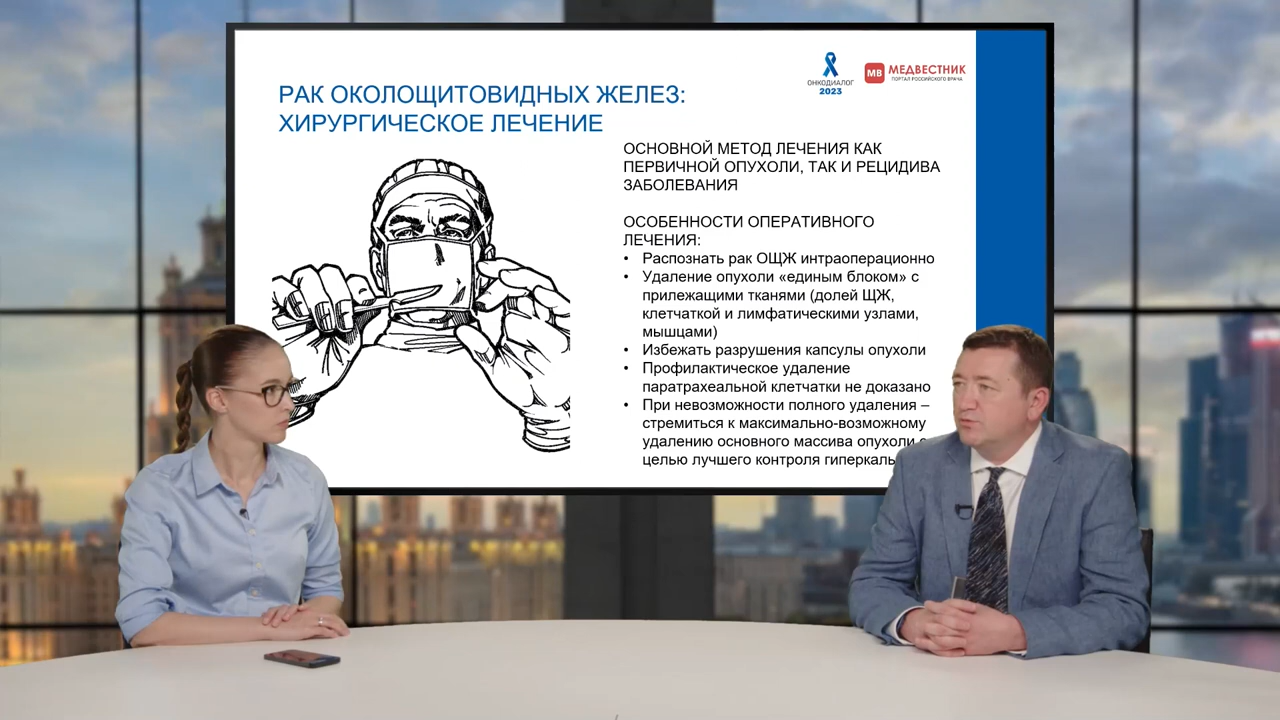 ОНКОДИАЛОГ
2023
МВ
МЕДВЕСТНИК
ПОРТАЛ РОССИЙСКОГО ВРАЧА
РАК ОКОЛОЩИТОВИДНЫХ ЖЕЛЕЗ:
ХИРУРГИЧЕСКОЕ ЛЕЧЕНИЕ
ОСНОВНОЙ МЕТОД ЛЕЧЕНИЯ КАК
ПЕРВИЧНОЙ ОПУХОЛИ, ТАК И РЕЦИДИВА
ЗАБОЛЕВАНИЯ
ОСОБЕННОСТИ ОПЕРАТИВНОГО
ЛЕЧЕНИЯ:
• Распознать рак ОЩЖ интраоперационно
• Удаление опухоли «единым блоком» с
прилежащими тканями (долей ЩЖ,
клетчаткой и лимфатическими узлами,
мышцами)
• Избежать разрушения капсулы опухоли
• Профилактическое удаление
паратрахеальной клетчатки не доказано
• При невозможности полного удаления –
стремиться к максимально-возможному
удалению основного массива опухоли
целью лучшего контроля